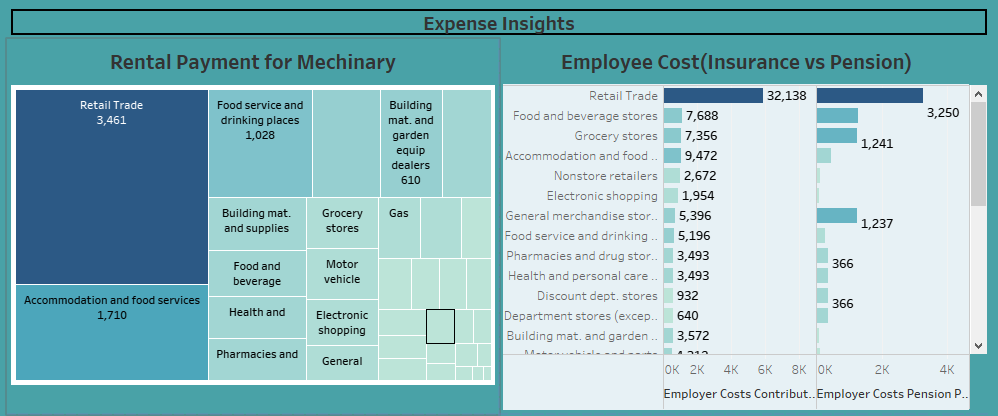 Expense Insights
Rental Payment for Mechinary
Retail Trade
3,461
Food service and
drinking places
1,028
Building
mat. and
garden
equip
dealers
610
Building mat.
and supplies
Grocery
stores
Gas
Food and
beverage
Motor
vehicle
Accommodation and food services
1,710
Health and
Electronic
shopping
Pharmacies and
General
Employee Cost(Insurance vs Pension)
Retail Trade 32,138 3,250
Food and beverage stores 7,688
Grocery stores 7,356 1,241
Accommodation and food .. 9,472
Nonstore retailers 2,672
Electronic shopping 1,954
General merchandise stor.. 5,396 1,237
Food service and drinking .. 5,196
Pharmacies and drug stor.. 3,493 366
Health and personal care .. 3,493
Discount dept. stores 932 366
Department stores (excep.. 640
Building mat. and garden .. 3,572
Motor vehicle and parts
0K 2K 4K 6K 8K 0K 2K 4K
Employer Costs Contribut.. Employer Costs Pension P..